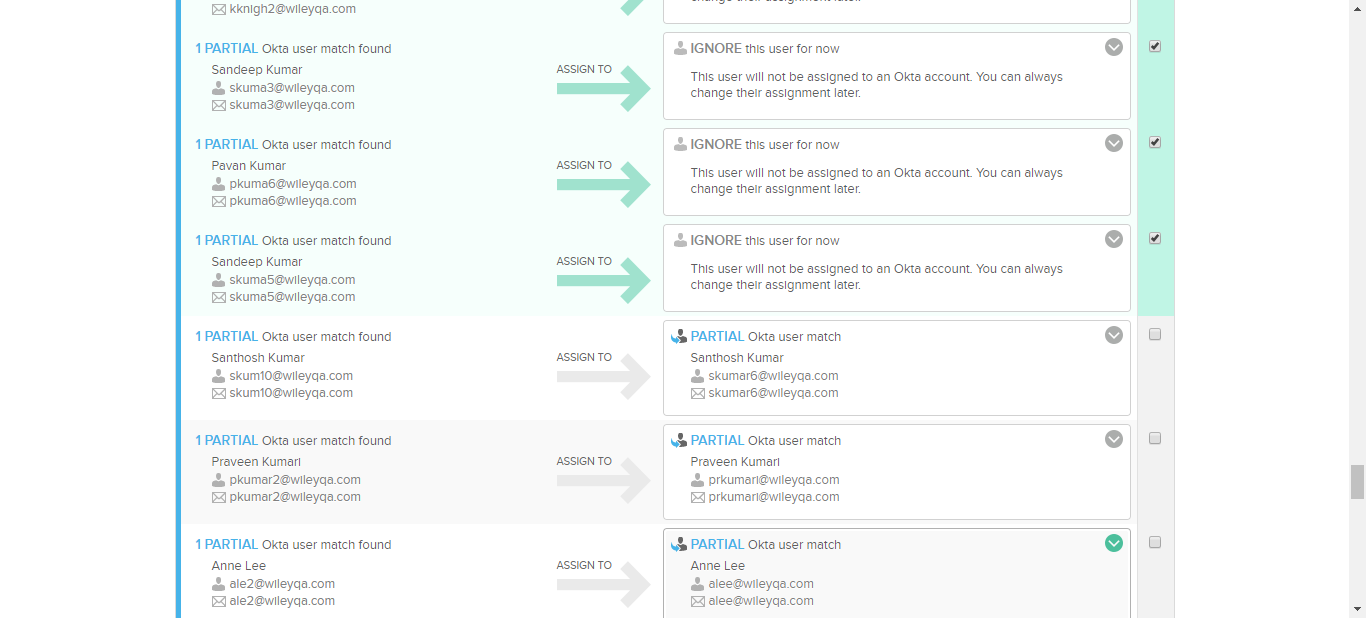 kknigh2@wileyqa.com
change their assignment later.
1 PARTIAL Okta user match found
Sandeep Kumar
skuma3@wileyqa.com
skuma3@wileyqa.com
ASSIGN TO
IGNORE this user for now
This user will not be assigned to an Okta account. You can always
change their assignment later.
1 PARTIAL Okta user match found
Pavan Kumar
pkuma6@wileyqa.com
pkuma6@wileyqa.com
ASSIGN TO
IGNORE this user for now
This user will not be assigned to an Okta account. You can always
change their assignment later.
1 PARTIAL Okta user match found
Sandeep Kumar
skuma5@wileyqa.com
skuma5@wileyqa.com
ASSIGN TO
IGNORE this user for now
This user will not be assigned to an Okta account. You can always
change their assignment later.
1 PARTIAL Okta user match found
Santhosh Kumar
skum10@wileyqa.com
skum10@wileyqa.com
ASSIGN TO
PARTIAL Okta user match
Santhosh Kumar
skumar6@wileyqa.com
skumar6@wileyqa.com
1 PARTIAL Okta user match found
Praveen Kumari
pkumar2@wileyqa.com
pkumar2@wileyqa.com
ASSIGN TO
PARTIAL Okta user match
Praveen Kumari
prkumari@wileyqa.com
prkumari@wileyqa.com
1 PARTIAL Okta user match found
Anne Lee
ale2@wileyqa.com
ale2@wileyqa.com
ASSIGN TO
PARTIAL Okta user match
Anne Lee
alee@wileyqa.com
alee@wileyqa.com